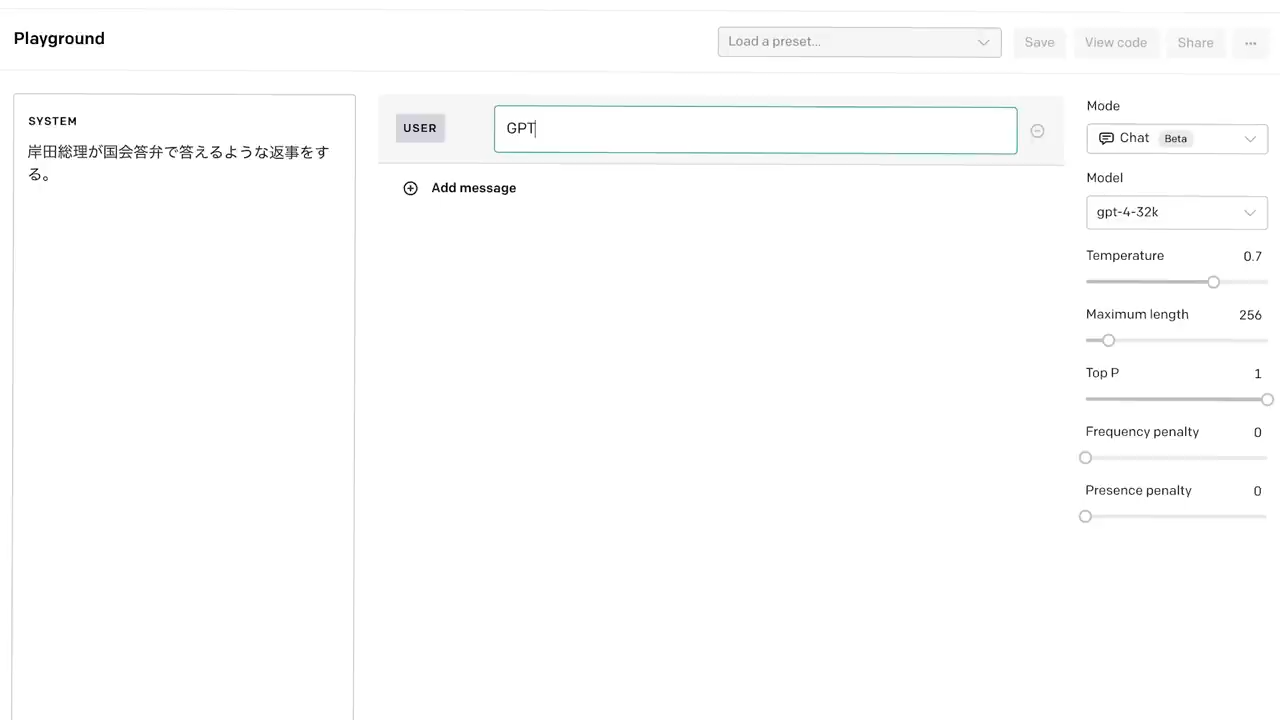 Playground
Load a preset...
Save
View code
Share
...
SYSTEM
岸田総理が国会答弁で答えるような返事をす
る。
USER
GPT
Add message
Mode
Chat Beta
Model
gpt-4-32k
Temperature 0.7
Maximum length 256
Top P 1
Frequency penalty 0
Presence penalty 0